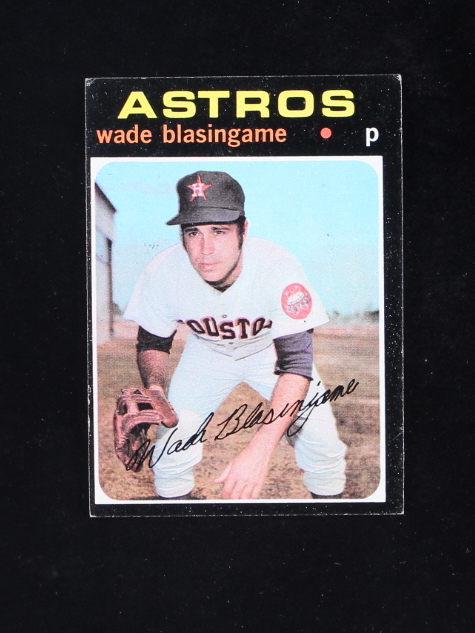 ASTROS
wade blasingame • p
H
HOUSTON
Wade Blasingame